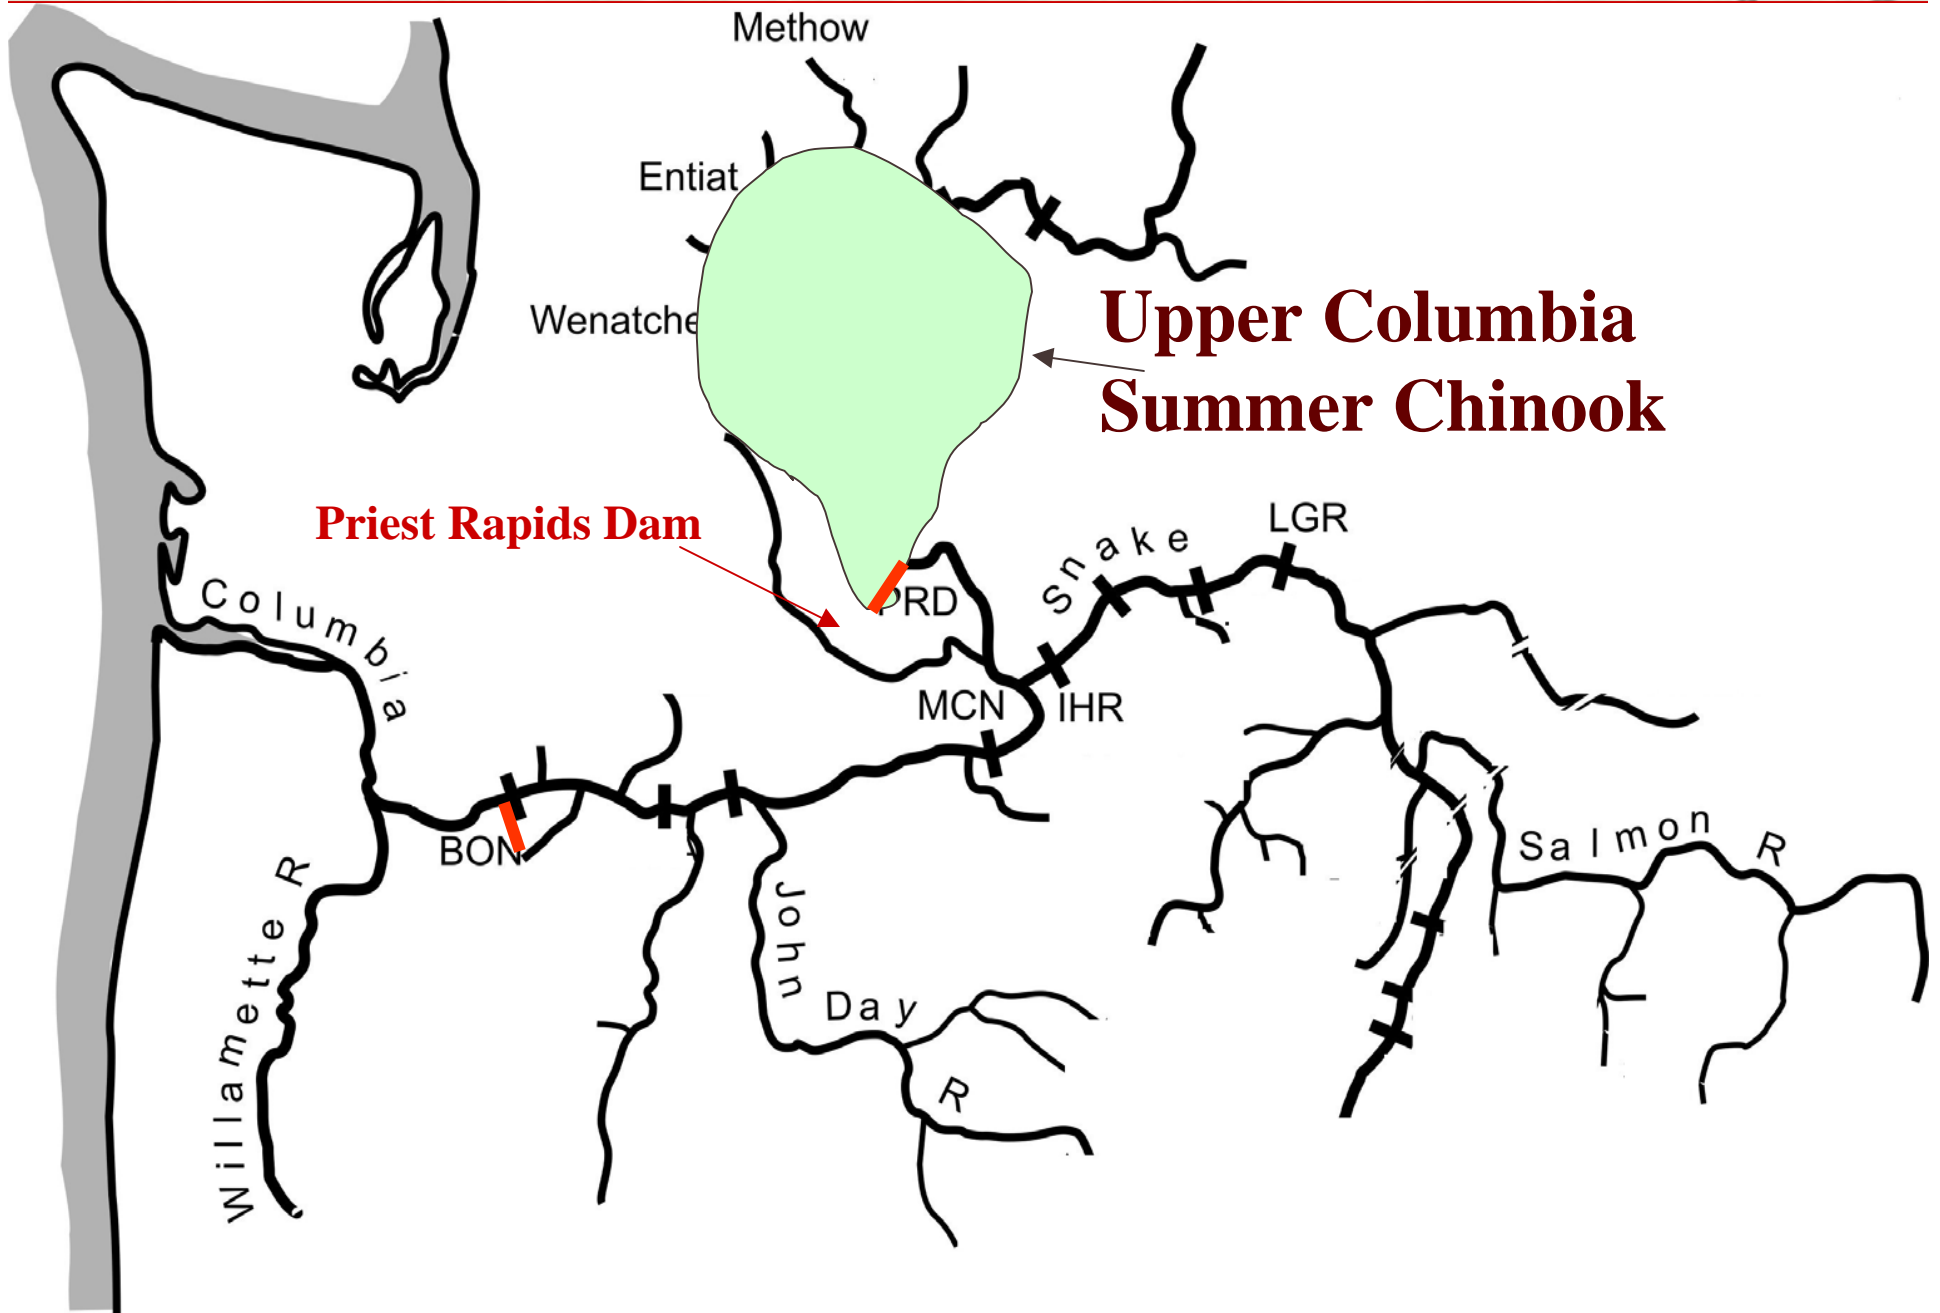 Methow
Entiat
Wenatche
Upper Columbia
Summer Chinook
Priest Rapids Dam
PRD
Snake
LGR
Columbia
MCN
IHR
BON
Willamette R
John
Day
R
Salmon R